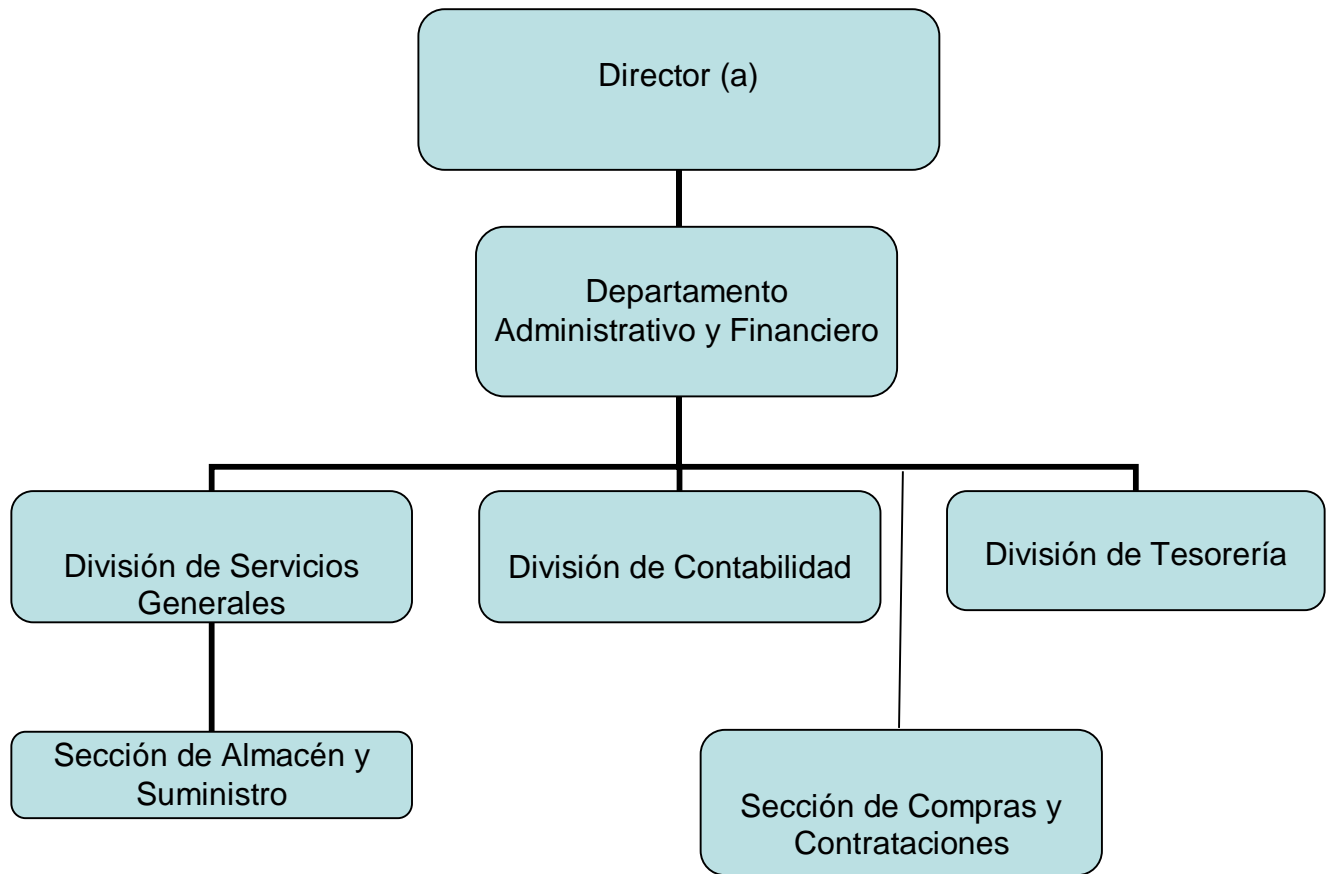 Director (a)
Departamento
Administrativo y Financiero
División de Servicios
Generales
División de Contabilidad
División de Tesorería
Sección de Almacén y
Suministro
Sección de Compras y
Contrataciones